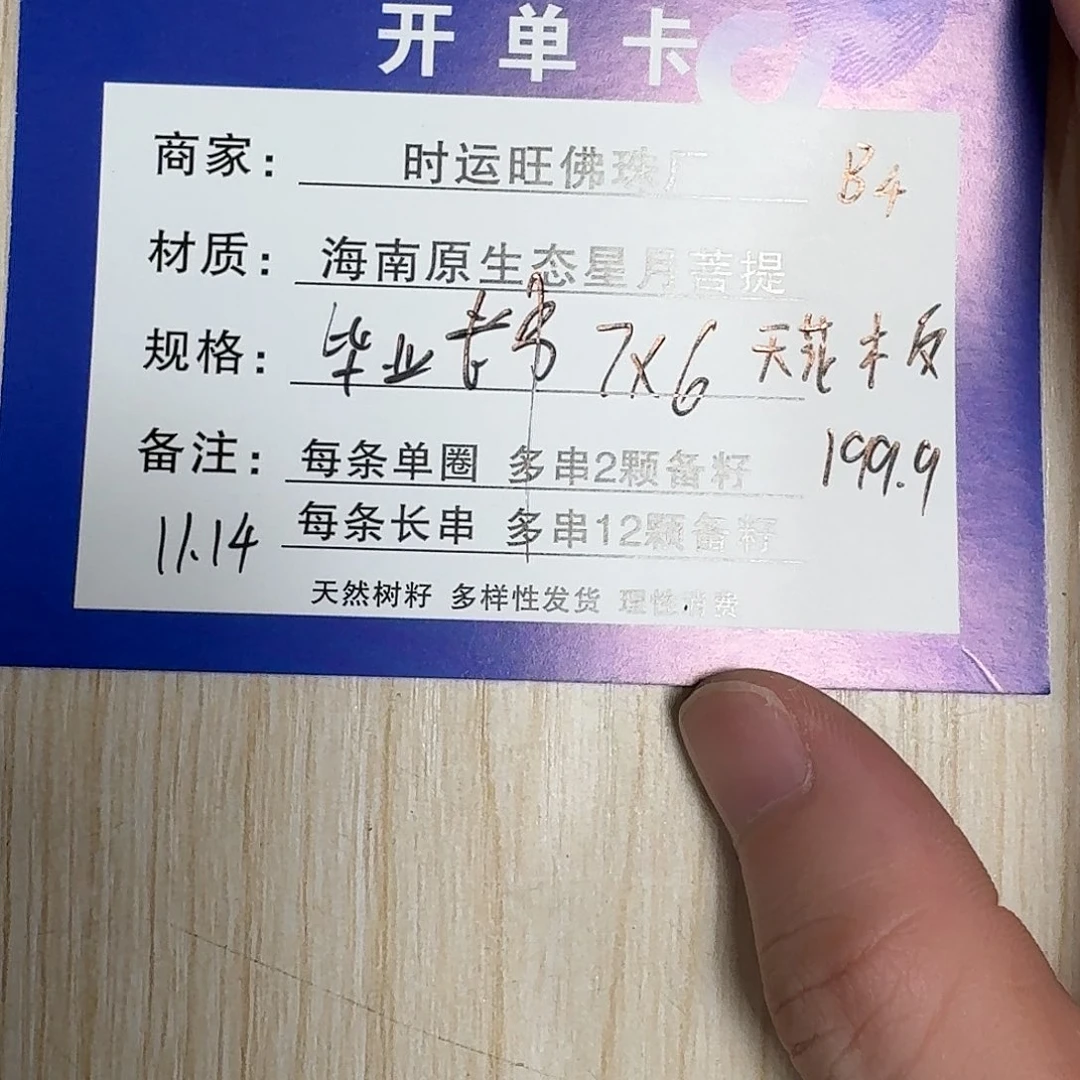 开单卡
商家： 时运旺佛珠厂 B4
材质： 海南原生态星月菩提
规格： 毕业长串 7X6 天花木板
备注： 每条单圈 多串2颗备籽 199.9
11.14 每条长串 多串12颗备籽
天然树籽 多样性发货 理性消费